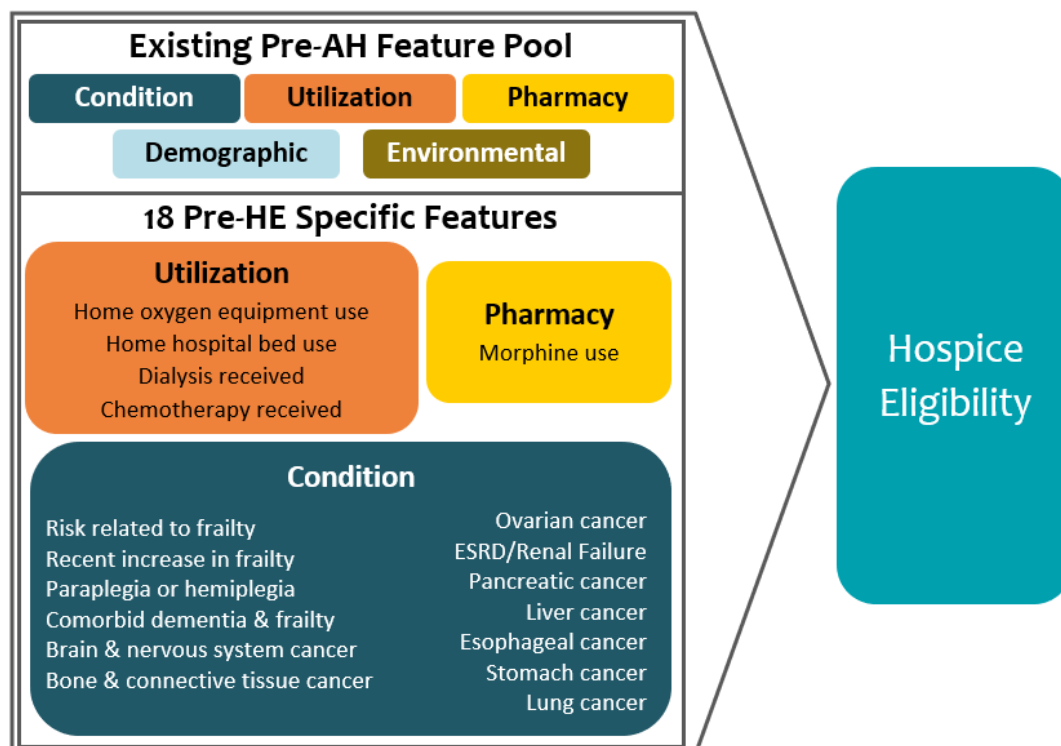 Existing Pre-AH Feature Pool
Condition
Utilization
Pharmacy
Demographic
Environmental
18 Pre-HE Specific Features
Utilization
Home oxygen equipment use
Home hospital bed use
Dialysis received
Chemotherapy received
Pharmacy
Morphine use
Condition
Risk related to frailty
Recent increase in frailty
Paraplegia or hemiplegia
Comorbid dementia & frailty
Brain & nervous system cancer
Bone & connective tissue cancer
Ovarian cancer
ESRD/Renal Failure
Pancreatic cancer
Liver cancer
Esophageal cancer
Stomach cancer
Lung cancer
Hospice
Eligibility